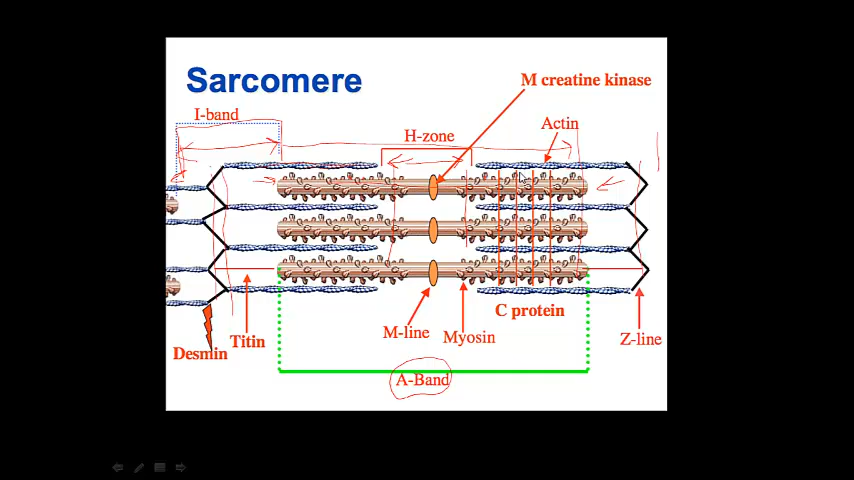 Sarcomere
M creatine kinase
I-band
H-zone
Actin
C protein
M-line
Myosin
Z-line
Titin
Desmin
A-Band